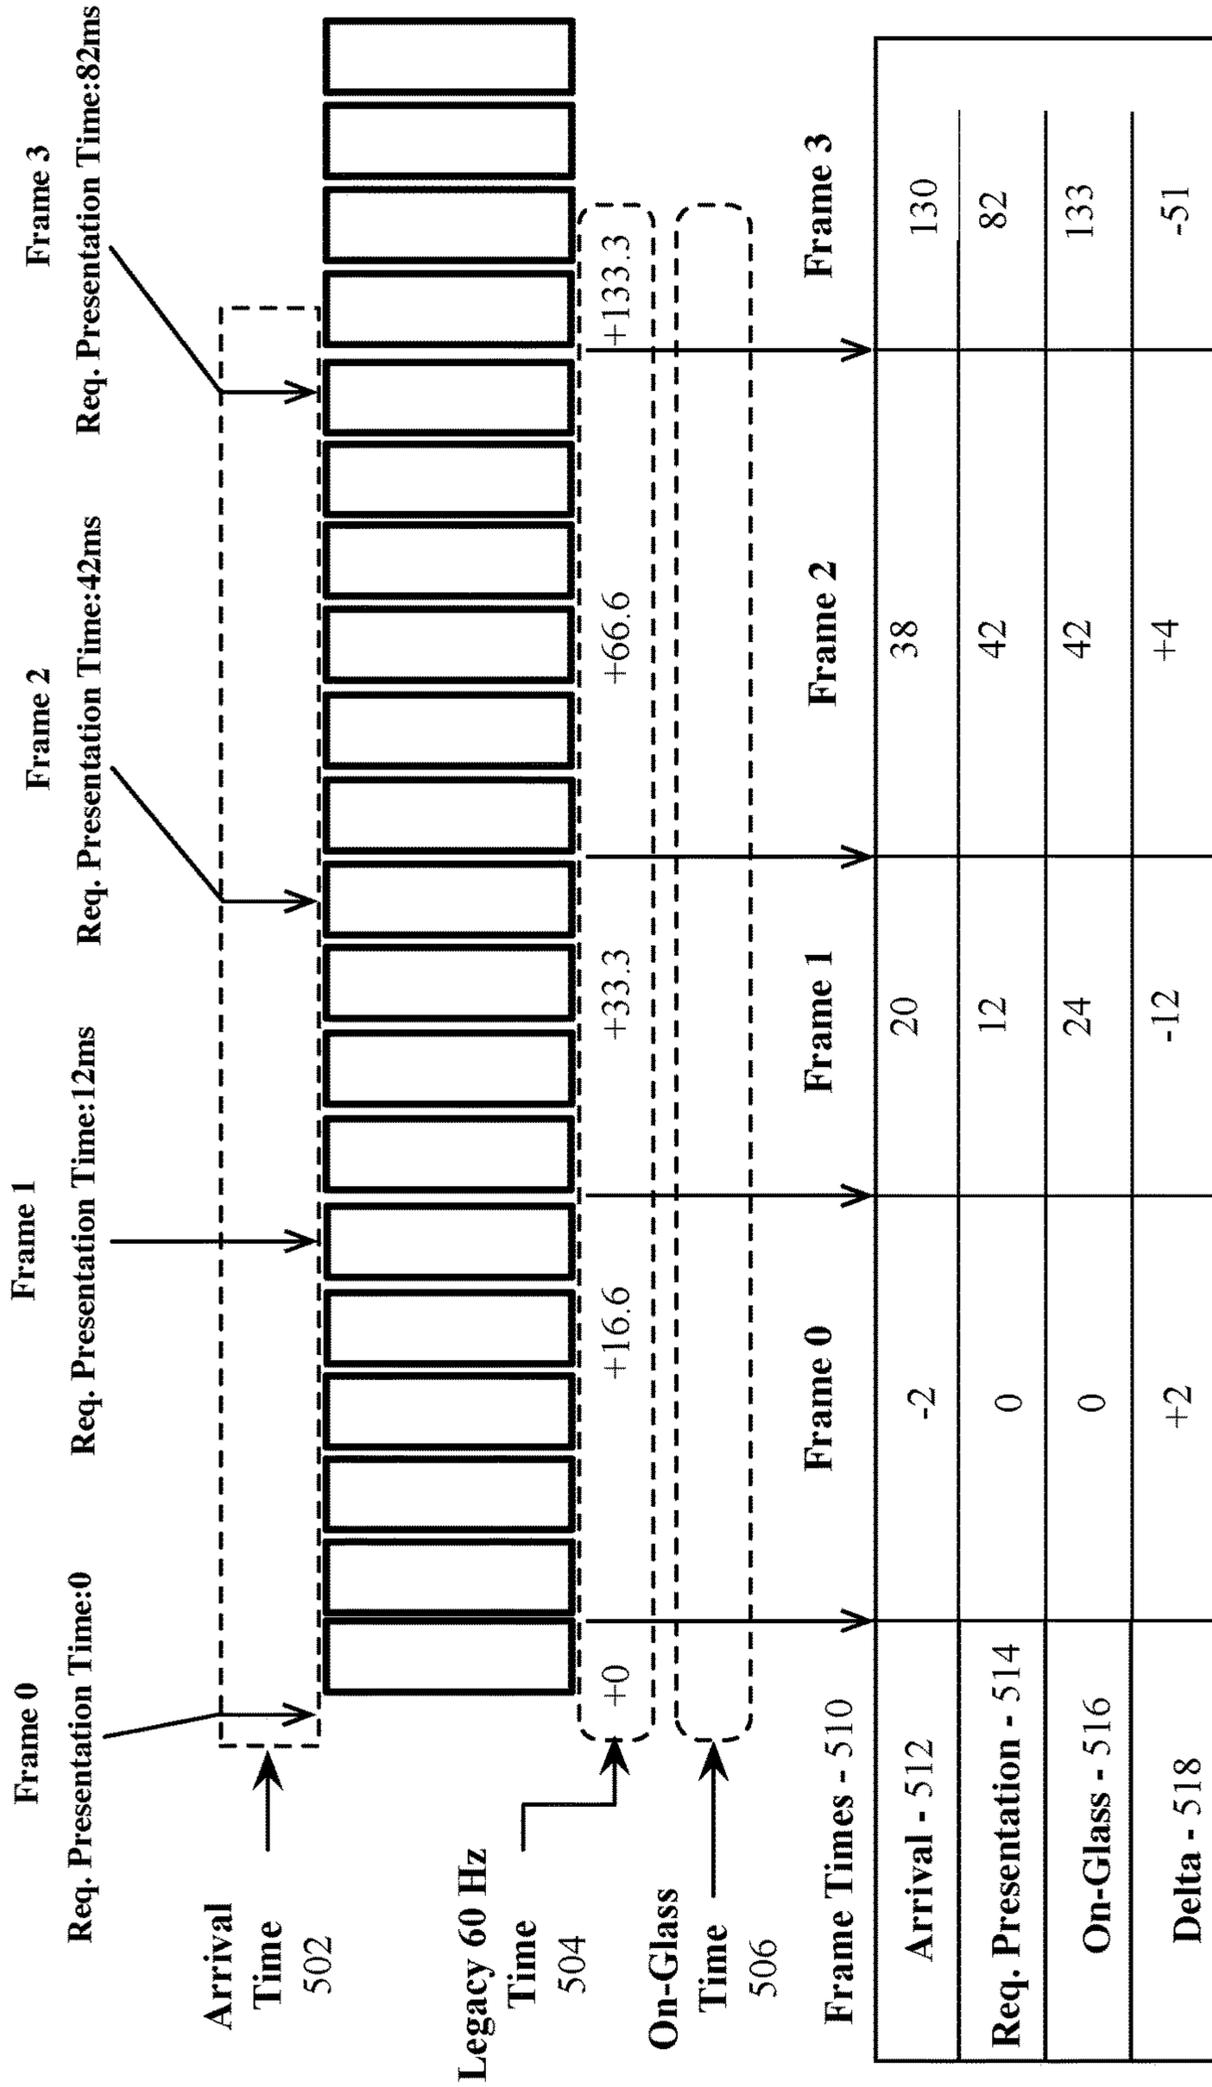 Frame 0
Req. Presentation Time:0
Frame 1
Req. Presentation Time:12ms
Frame 2
Req. Presentation Time:42ms
Frame 3
Req. Presentation Time:82ms
Arrival
Time
502
Legacy 60 Hz
Time
504
+0
+16.6
+33.3
+66.6
+133.3
On-Glass
Time
506
Frame Times - 510
Frame 0
Frame 1
Frame 2
Frame 3
Arrival - 512
-2
20
38
130
Req. Presentation - 514
0
12
42
82
On-Glass - 516
0
24
42
133
Delta - 518
+2
-12
+4
-51